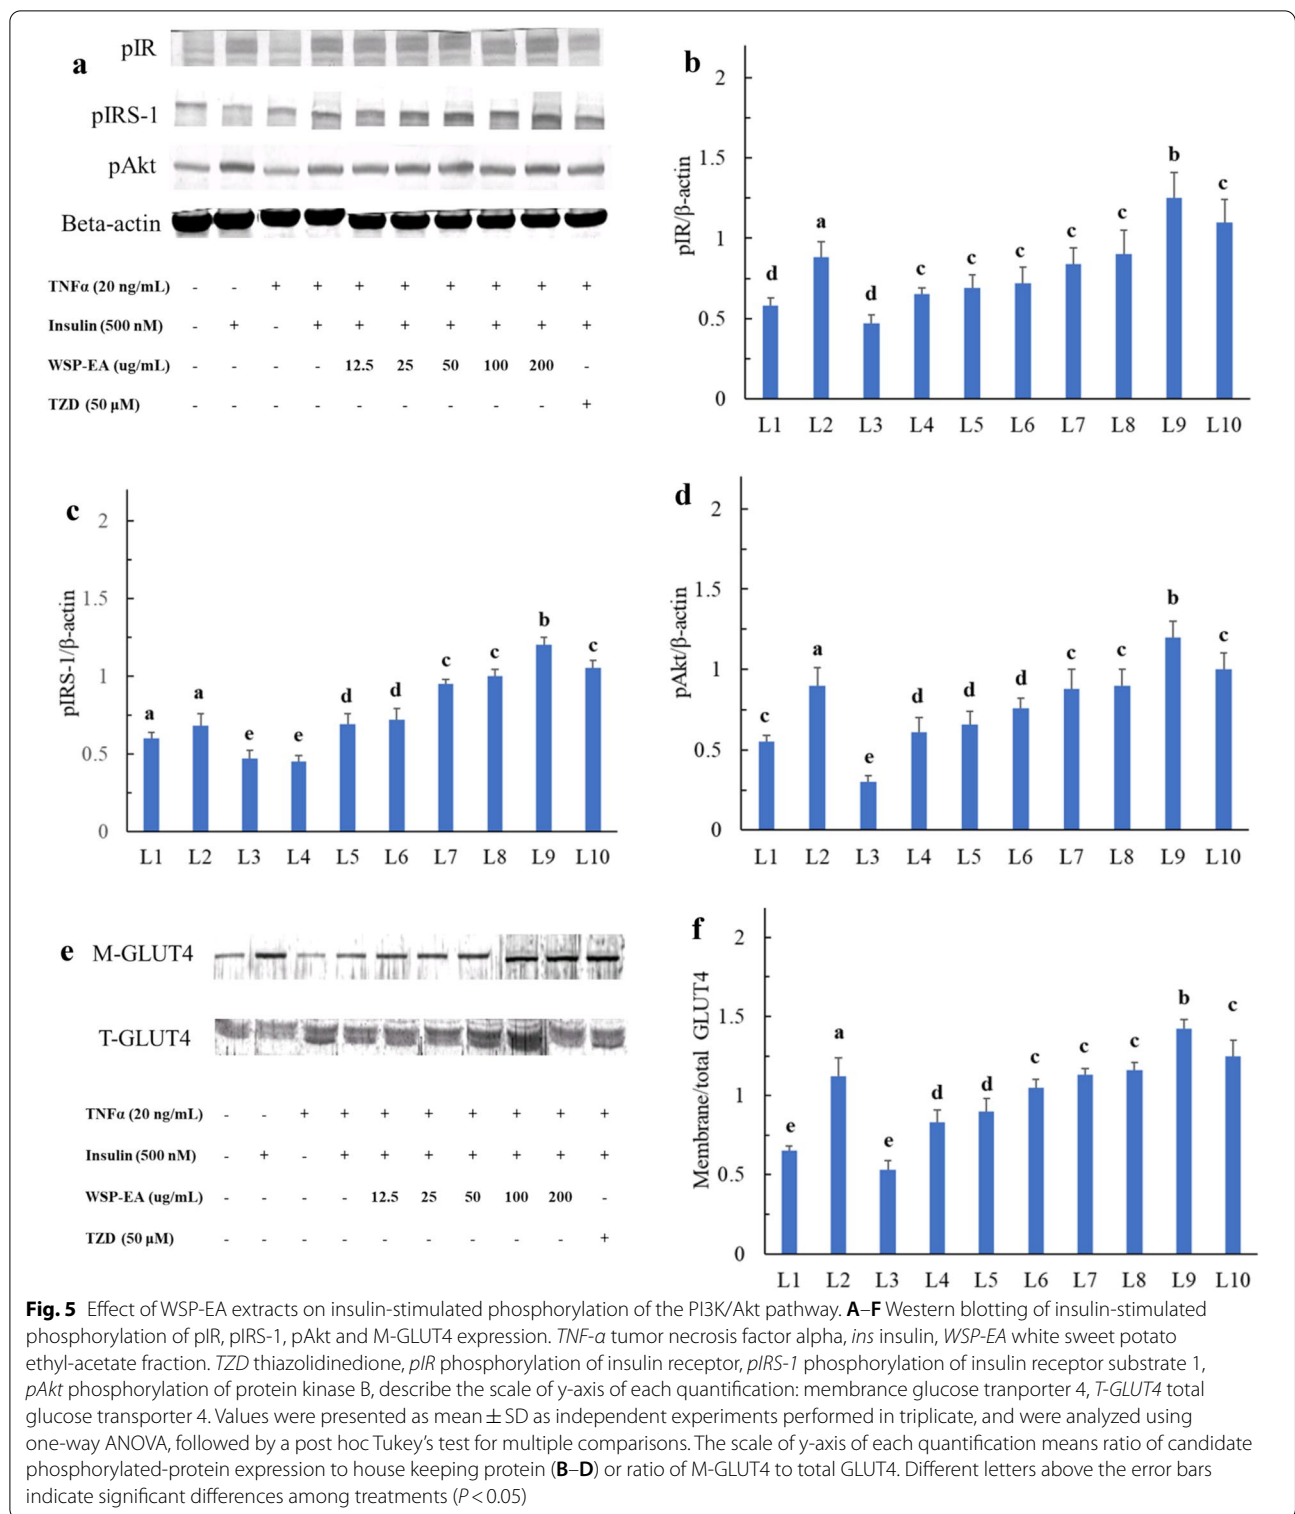 a
pIR
pIRS-1
pAkt
Beta-actin
TNFα (20 ng/mL) - - + + + + + + + +
Insulin (500 nM) - + - + + + + + + +
WSP-EA (ug/mL) - - - - 12.5 25 50 100 200 -
TZD (50 µM) - - - - - - - - - +
b
pIR/β-actin
2
1.5
1
0.5
0
d a d c c c c c b c
L1 L2 L3 L4 L5 L6 L7 L8 L9 L10
c
pIRS-1/β-actin
2
1.5
1
0.5
0
a a e e d d c c b c
L1 L2 L3 L4 L5 L6 L7 L8 L9 L10
d
pAkt/β-actin
2
1.5
1
0.5
0
c a e d d d c c b c
L1 L2 L3 L4 L5 L6 L7 L8 L9 L10
e
M-GLUT4
T-GLUT4
TNFα (20 ng/mL) - - + + + + + + + +
Insulin (500 nM) - + - + + + + + + +
WSP-EA (ug/mL) - - - - 12.5 25 50 100 200 -
TZD (50 µM) - - - - - - - - - +
f
Membrane/total GLUT4
2
1.5
1
0.5
0
e a e d d c c c b c
L1 L2 L3 L4 L5 L6 L7 L8 L9 L10
Fig. 5 Effect of WSP-EA extracts on insulin-stimulated phosphorylation of the PI3K/Akt pathway. A–F Western blotting of insulin-stimulated
phosphorylation of pIR, pIRS-1, pAkt and M-GLUT4 expression. TNF-α tumor necrosis factor alpha, ins insulin, WSP-EA white sweet potato
ethyl-acetate fraction. TZD thiazolidinedione, pIR phosphorylation of insulin receptor, pIRS-1 phosphorylation of insulin receptor substrate 1,
pAkt phosphorylation of protein kinase B, describe the scale of y-axis of each quantification: membrance glucose tranporter 4, T-GLUT4 total
glucose transporter 4. Values were presented as mean ± SD as independent experiments performed in triplicate, and were analyzed using
one-way ANOVA, followed by a post hoc Tukey's test for multiple comparisons. The scale of y-axis of each quantification means ratio of candidate
phosphorylated-protein expression to house keeping protein (B–D) or ratio of M-GLUT4 to total GLUT4. Different letters above the error bars
indicate significant differences among treatments (P < 0.05)